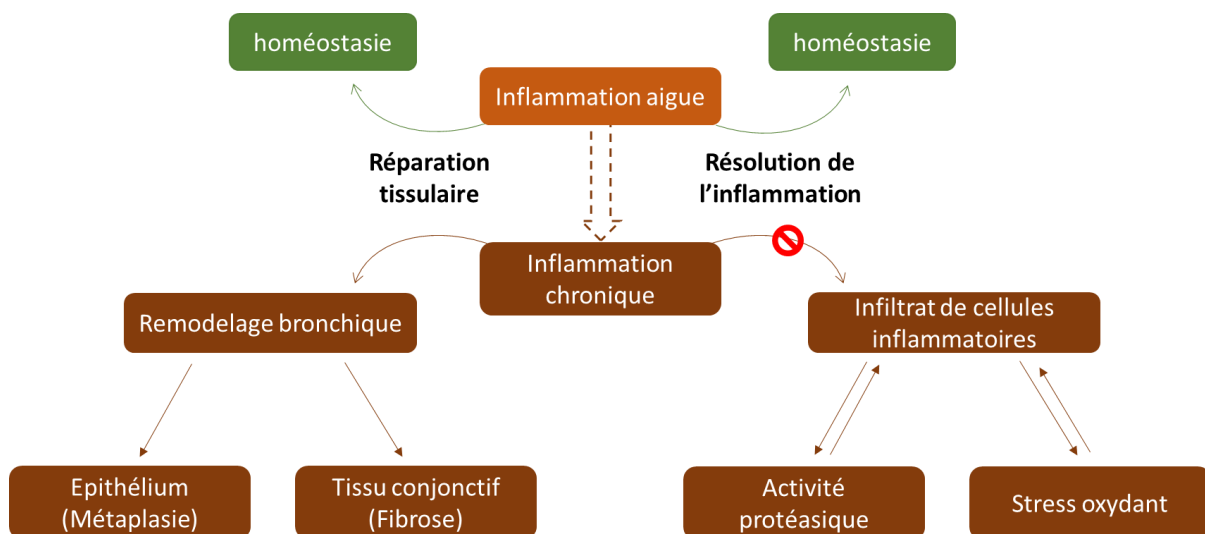 homéostasie
homéostasie
Inflammation aigue
Réparation
tissulaire
Résolution de
l’inflammation
Inflammation
chronique
Remodelage bronchique
Infiltrat de cellules
inflammatoires
Epithélium
(Métaplasie)
Tissu conjonctif
(Fibrose)
Activité
protéasique
Stress oxydant